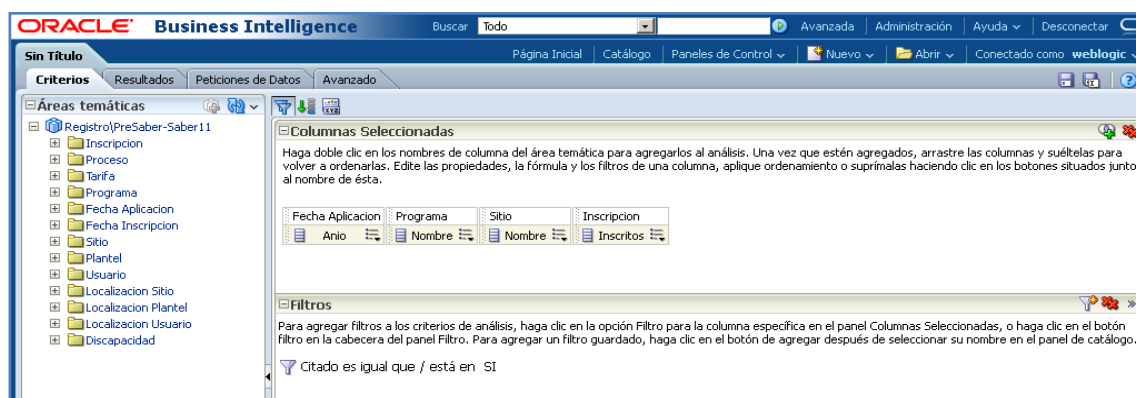 ORACLE Business Intelligence Buscar Todo Avanzada Administración Ayuda Desconectar
Sin Título Página Inicial Catálogo Paneles de Control Nuevo Abrir Conectado como weblogic
Criterios Resultados Peticiones de Datos Avanzado
Áreas temáticas
Registro\PreSaber-Saber11
Inscripcion
Proceso
Tarifa
Programa
Fecha Aplicacion
Fecha Inscripcion
Sitio
Plantel
Usuario
Localizacion Sitio
Localizacion Plantel
Localizacion Usuario
Discapacidad
Columnas Seleccionadas
Haga doble clic en los nombres de columna del área temática para agregarlos al análisis. Una vez que estén agregados, arrastre las columnas y suéltelas para
volver a ordenarlas. Edite las propiedades, la fórmula y los filtros de una columna, aplique ordenamiento o suprímalas haciendo clic en los botones situados junto
al nombre de ésta.
Fecha Aplicacion Programa Sitio Inscripcion
Anio Nombre Nombre Inscritos
Filtros
Para agregar filtros a los criterios de análisis, haga clic en la opción Filtro para la columna específica en el panel Columnas Seleccionadas, o haga clic en el botón
filtro en la cabecera del panel Filtro. Para agregar un filtro guardado, haga clic en el botón de agregar después de seleccionar su nombre en el panel de catálogo.
Citado es igual que / está en SI